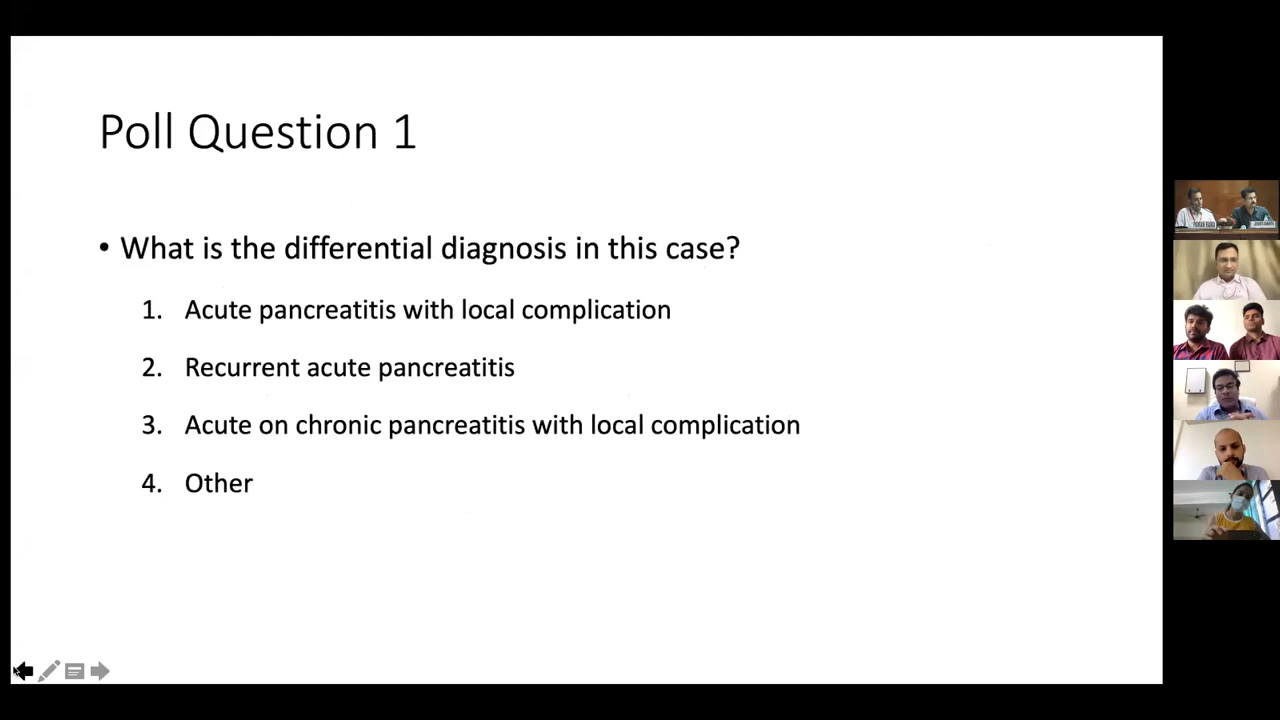 Poll Question 1
• What is the differential diagnosis in this case?
1. Acute pancreatitis with local complication
2. Recurrent acute pancreatitis
3. Acute on chronic pancreatitis with local complication
4. Other